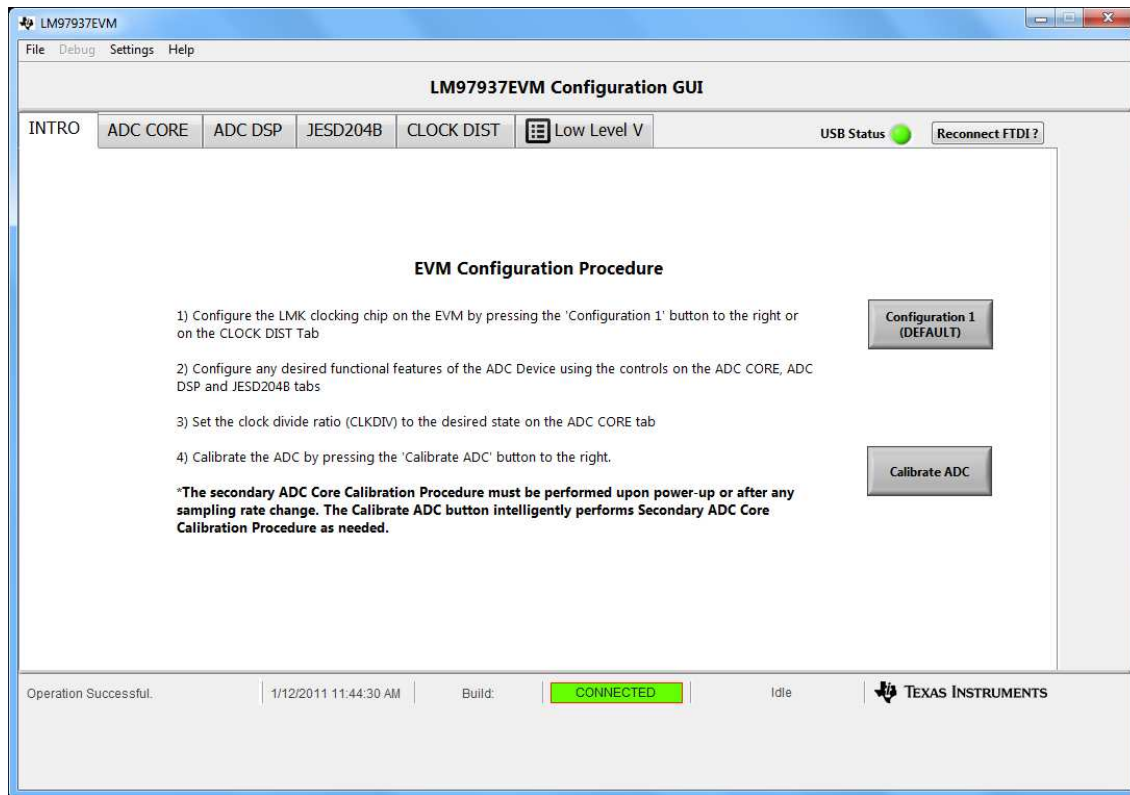 LM97937EVM
File Debug Settings Help
LM97937EVM Configuration GUI
INTRO ADC CORE ADC DSP JESD204B CLOCK DIST Low Level V USB Status Reconnect FTDI ?
EVM Configuration Procedure
1) Configure the LMK clocking chip on the EVM by pressing the 'Configuration 1' button to the right or
on the CLOCK DIST Tab
Configuration 1
(DEFAULT)
2) Configure any desired functional features of the ADC Device using the controls on the ADC CORE, ADC
DSP and JESD204B tabs
3) Set the clock divide ratio (CLKDIV) to the desired state on the ADC CORE tab
4) Calibrate the ADC by pressing the 'Calibrate ADC' button to the right.
Calibrate ADC
*The secondary ADC Core Calibration Procedure must be performed upon power-up or after any
sampling rate change. The Calibrate ADC button intelligently performs Secondary ADC Core
Calibration Procedure as needed.
Operation Successful. 1/12/2011 11:44:30 AM Build: CONNECTED Idle TEXAS INSTRUMENTS